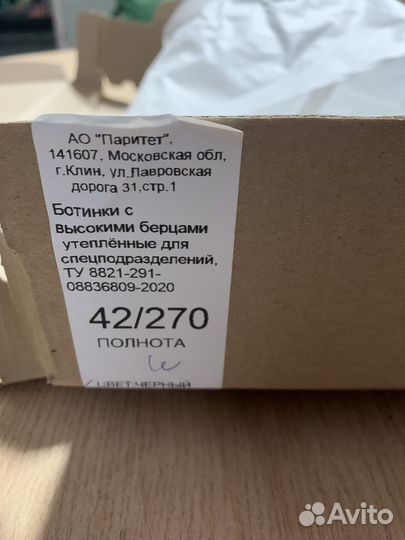 АО "Паритет",
141607, Московская обл,
г.Клин, ул.Лавровская
дорога 31,стр.1
Ботинки с
высокими берцами
утеплённые для
спецподразделений,
ТУ 8821-291-
08836809-2020
42/270
ПОЛНОТА
ЦВЕТ:ЧЕРНЫЙ
Avito